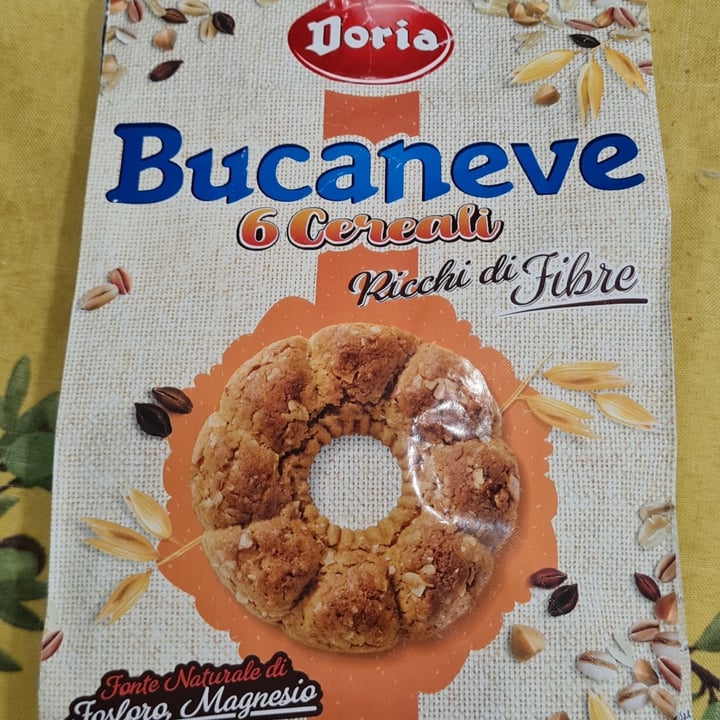 Doria
Bucaneve
6 Cereali
Ricchi di Fibre
Fonte Naturale di
Fosforo, Magnesio